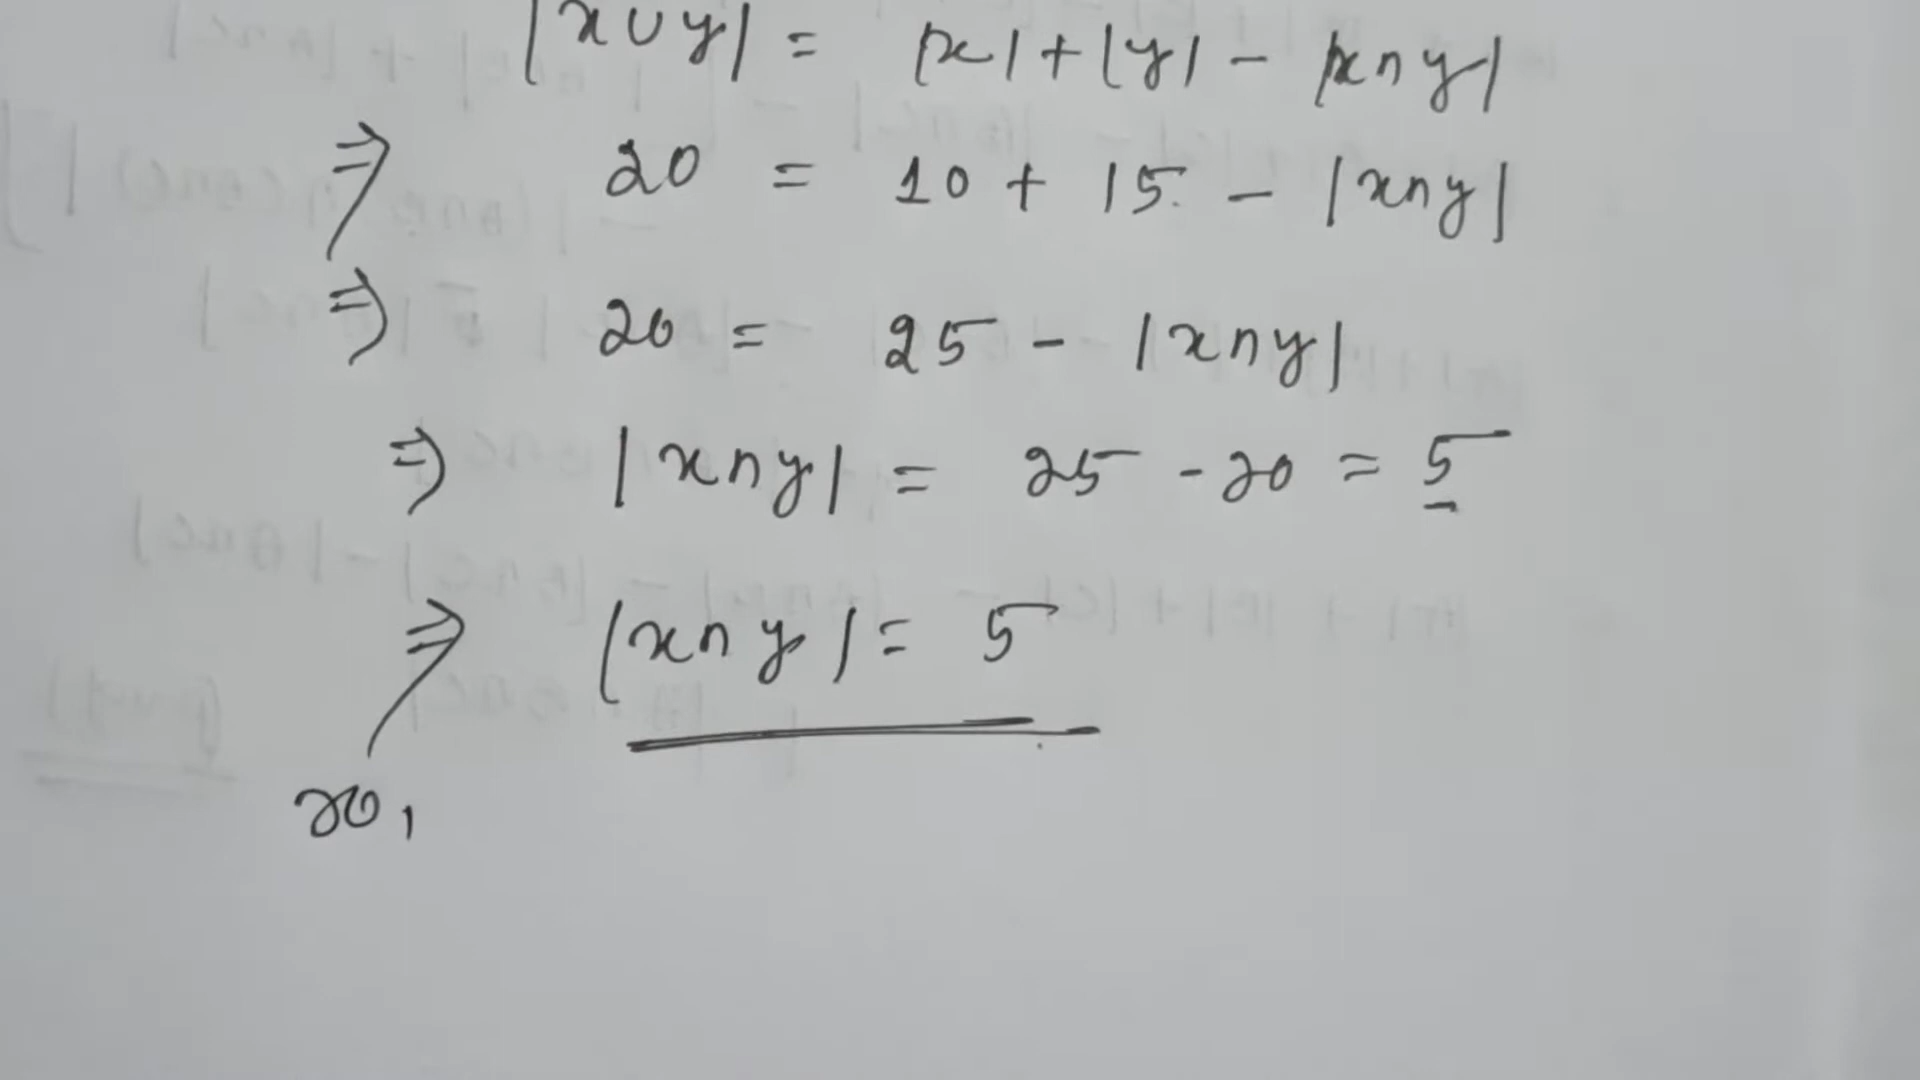 |x∪y| = |x|+|y| - |x∩y|
⇒ 20 = 10 + 15 - |x∩y|
⇒ 20 = 25 - |x∩y|
⇒ |x∩y| = 25 - 20 = 5
⇒ |x∩y| = 5